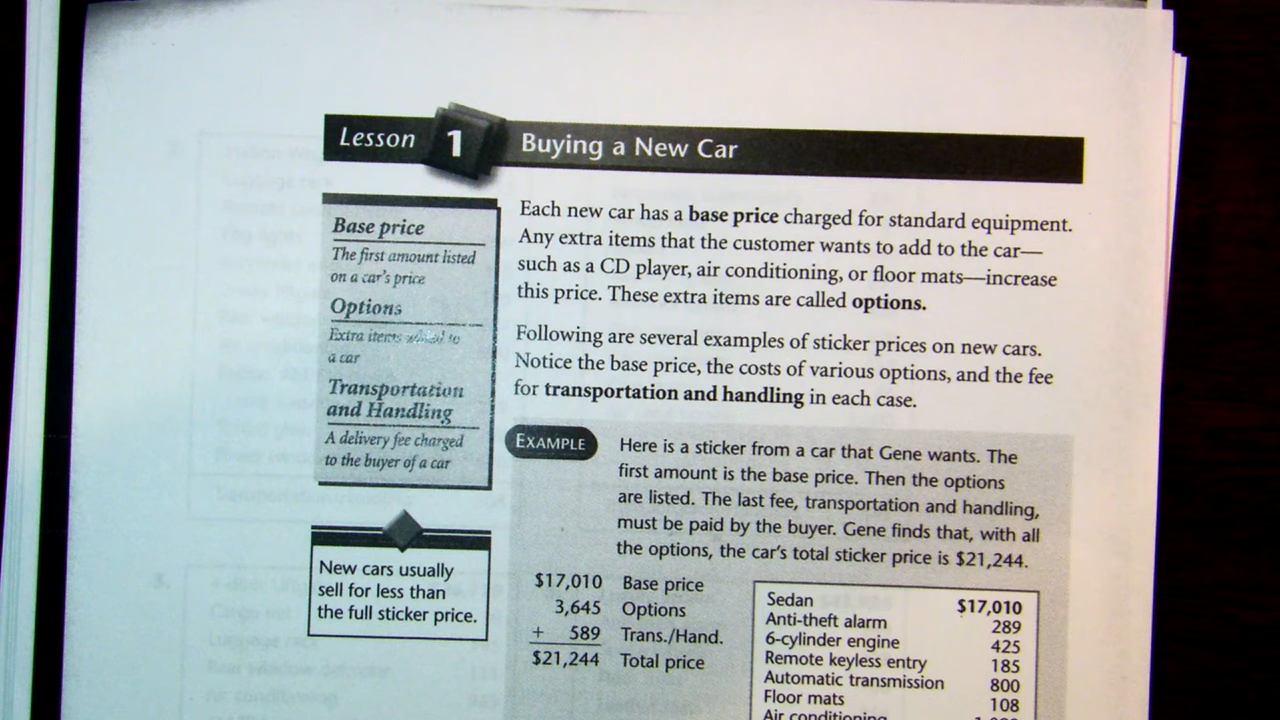 Lesson 1 Buying a New Car
Base price
The first amount listed
on a car's price
Options
Extra items added to
a car
Transportation
and Handling
A delivery fee charged
to the buyer of a car
New cars usually
sell for less than
the full sticker price.
Each new car has a base price charged for standard equipment.
Any extra items that the customer wants to add to the car—
such as a CD player, air conditioning, or floor mats—increase
this price. These extra items are called options.
Following are several examples of sticker prices on new cars.
Notice the base price, the costs of various options, and the fee
for transportation and handling in each case.
EXAMPLE
Here is a sticker from a car that Gene wants. The
first amount is the base price. Then the options
are listed. The last fee, transportation and handling,
must be paid by the buyer. Gene finds that, with all
the options, the car's total sticker price is $21,244.
$17,010 Base price
3,645 Options
+ 589 Trans./Hand.
$21,244 Total price
Sedan $17,010
Anti-theft alarm 289
6-cylinder engine 425
Remote keyless entry 185
Automatic transmission 800
Floor mats 108
Air conditioning